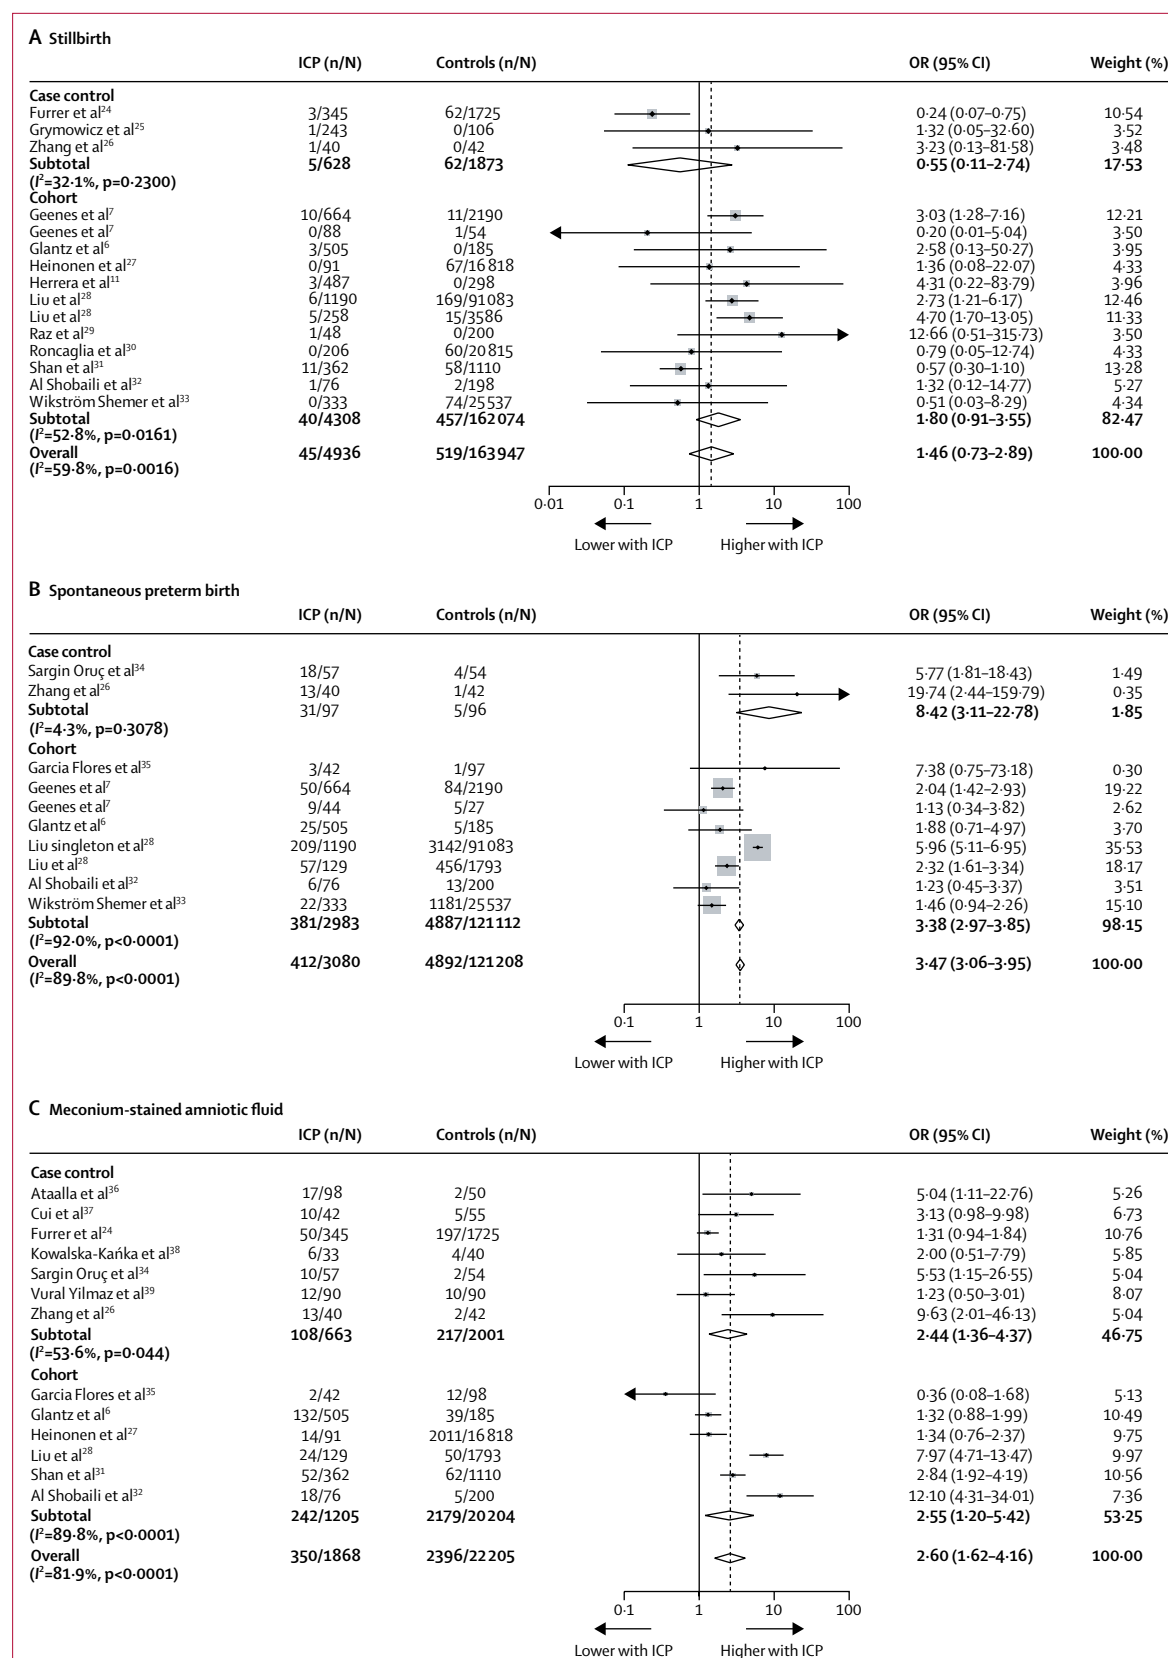 A Stillbirth
ICP (n/N) Controls (n/N) OR (95% CI) Weight (%)
Case control
Furrer et al24 3/345 62/1725 0·24 (0·07–0·75) 10·54
Grymowicz et al25 1/243 0/106 1·32 (0·05–32·60) 3·52
Zhang et al26 1/40 0/42 3·23 (0·13–81·58) 3·48
Subtotal 5/628 62/1873 0·55 (0·11–2·74) 17·53
(I²=32·1%, p=0·2300)
Cohort
Geenes et al7 10/664 11/2190 3·03 (1·28–7·16) 12·21
Geenes et al7 0/88 1/54 0·20 (0·01–5·04) 3·50
Glantz et al6 3/505 0/185 2·58 (0·13–50·27) 3·95
Heinonen et al27 0/91 67/16 818 1·36 (0·08–22·07) 4·33
Herrera et al11 3/487 0/298 4·31 (0·22–83·79) 3·96
Liu et al28 6/1190 169/91 083 2·73 (1·21–6·17) 12·46
Liu et al28 5/258 15/3586 4·70 (1·70–13·05) 11·33
Raz et al29 1/48 0/200 12·66 (0·51–315·73) 3·50
Roncaglia et al30 0/206 60/20 815 0·79 (0·05–12·74) 4·33
Shan et al31 11/362 58/1110 0·57 (0·30–1·10) 13·28
Al Shobaili et al32 1/76 2/198 1·32 (0·12–14·77) 5·27
Wikström Shemer et al33 0/333 74/25 537 0·51 (0·03–8·29) 4·34
Subtotal 40/4308 457/162 074 1·80 (0·91–3·55) 82·47
(I²=52·8%, p=0·0161)
Overall 45/4936 519/163 947 1·46 (0·73–2·89) 100·00
(I²=59·8%, p=0·0016)
0·01 0·1 1 10 100
Lower with ICP Higher with ICP
B Spontaneous preterm birth
ICP (n/N) Controls (n/N) OR (95% CI) Weight (%)
Case control
Sargin Oruç et al34 18/57 4/54 5·77 (1·81–18·43) 1·49
Zhang et al26 13/40 1/42 19·74 (2·44–159·79) 0·35
Subtotal 31/97 5/96 8·42 (3·11–22·78) 1·85
(I²=4·3%, p=0·3078)
Cohort
Garcia Flores et al35 3/42 1/97 7·38 (0·75–73·18) 0·30
Geenes et al7 50/664 84/2190 2·04 (1·42–2·93) 19·22
Geenes et al7 9/44 5/27 1·13 (0·34–3·82) 2·62
Glantz et al6 25/505 5/185 1·88 (0·71–4·97) 3·70
Liu singleton et al28 209/1190 3142/91 083 5·96 (5·11–6·95) 35·53
Liu et al28 57/129 456/1793 2·32 (1·61–3·34) 18·17
Al Shobaili et al32 6/76 13/200 1·23 (0·45–3·37) 3·51
Wikström Shemer et al33 22/333 1181/25 537 1·46 (0·94–2·26) 15·10
Subtotal 381/2983 4887/121 112 3·38 (2·97–3·85) 98·15
(I²=92·0%, p<0·0001)
Overall 412/3080 4892/121 208 3·47 (3·06–3·95) 100·00
(I²=89·8%, p<0·0001)
0·1 1 10 100
Lower with ICP Higher with ICP
C Meconium-stained amniotic fluid
ICP (n/N) Controls (n/N) OR (95% CI) Weight (%)
Case control
Ataalla et al36 17/98 2/50 5·04 (1·11–22·76) 5·26
Cui et al37 10/42 5/55 3·13 (0·98–9·98) 6·73
Furrer et al24 50/345 197/1725 1·31 (0·94–1·84) 10·76
Kowalska-Kańka et al38 6/33 4/40 2·00 (0·51–7·79) 5·85
Sargin Oruç et al34 10/57 2/54 5·53 (1·15–26·55) 5·04
Vural Yilmaz et al39 12/90 10/90 1·23 (0·50–3·01) 8·07
Zhang et al26 13/40 2/42 9·63 (2·01–46·13) 5·04
Subtotal 108/663 217/2001 2·44 (1·36–4·37) 46·75
(I²=53·6%, p=0·044)
Cohort
Garcia Flores et al35 2/42 12/98 0·36 (0·08–1·68) 5·13
Glantz et al6 132/505 39/185 1·32 (0·88–1·99) 10·49
Heinonen et al27 14/91 2011/16 818 1·34 (0·76–2·37) 9·75
Liu et al28 24/129 50/1793 7·97 (4·71–13·47) 9·97
Shan et al31 52/362 62/1110 2·84 (1·92–4·19) 10·56
Al Shobaili et al32 18/76 5/200 12·10 (4·31–34·01) 7·36
Subtotal 242/1205 2179/20 204 2·55 (1·20–5·42) 53·25
(I²=89·8%, p<0·0001)
Overall 350/1868 2396/22 205 2·60 (1·62–4·16) 100·00
(I²=81·9%, p<0·0001)
0·1 1 10 100
Lower with ICP Higher with ICP